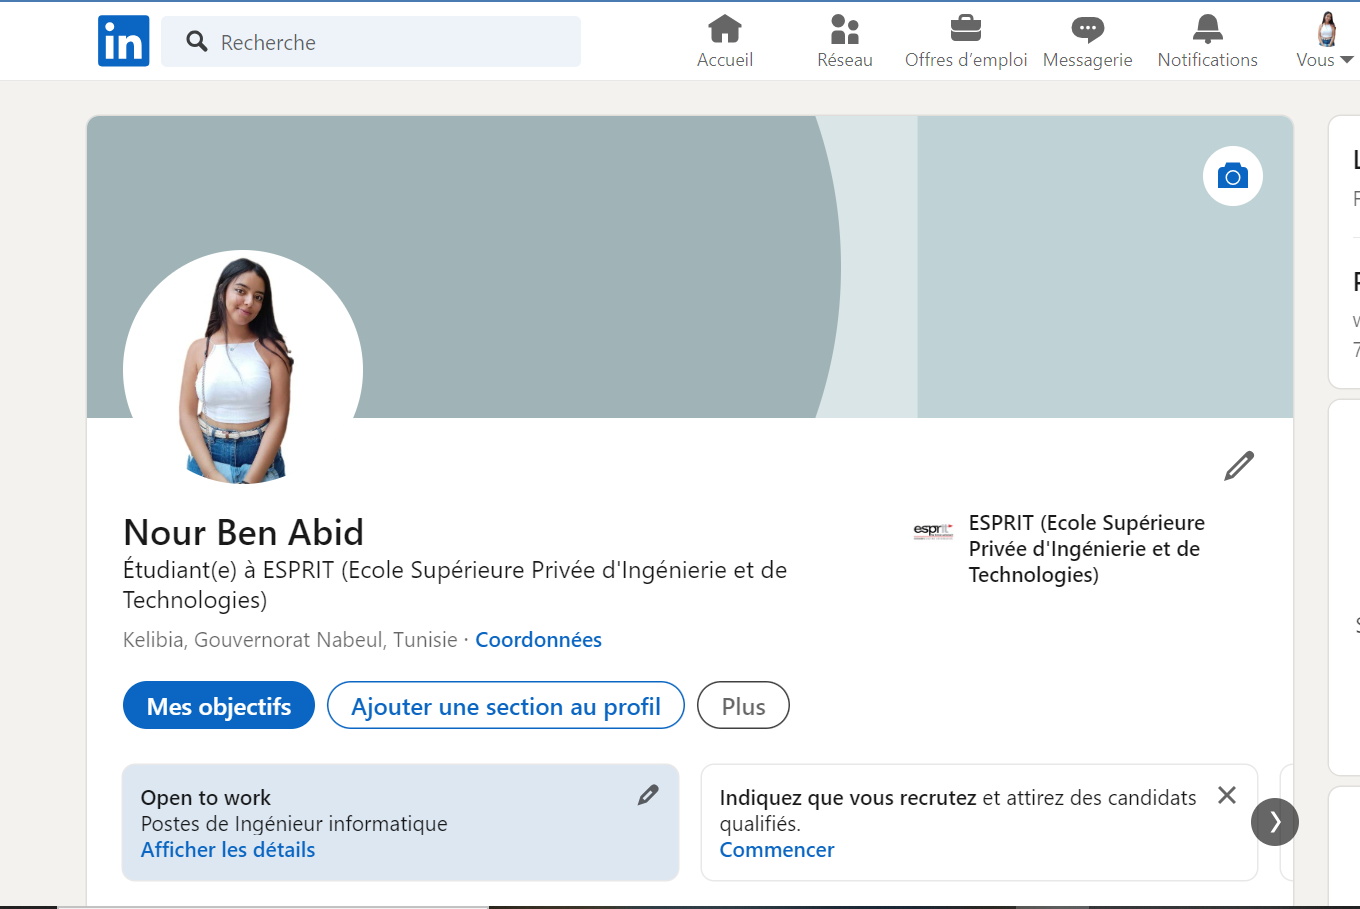 in
Recherche
Accueil
Réseau
Offres d’emploi
Messagerie
Notifications
Vous
Nour Ben Abid
Étudiant(e) à ESPRIT (Ecole Supérieure Privée d'Ingénierie et de
Technologies)
Kelibia, Gouvernorat Nabeul, Tunisie · Coordonnées
esprit
ESPRIT (Ecole Supérieure
Privée d'Ingénierie et de
Technologies)
Mes objectifs
Ajouter une section au profil
Plus
Open to work
Postes de Ingénieur informatique
Afficher les détails
Indiquez que vous recrutez et attirez des candidats
qualifiés.
Commencer